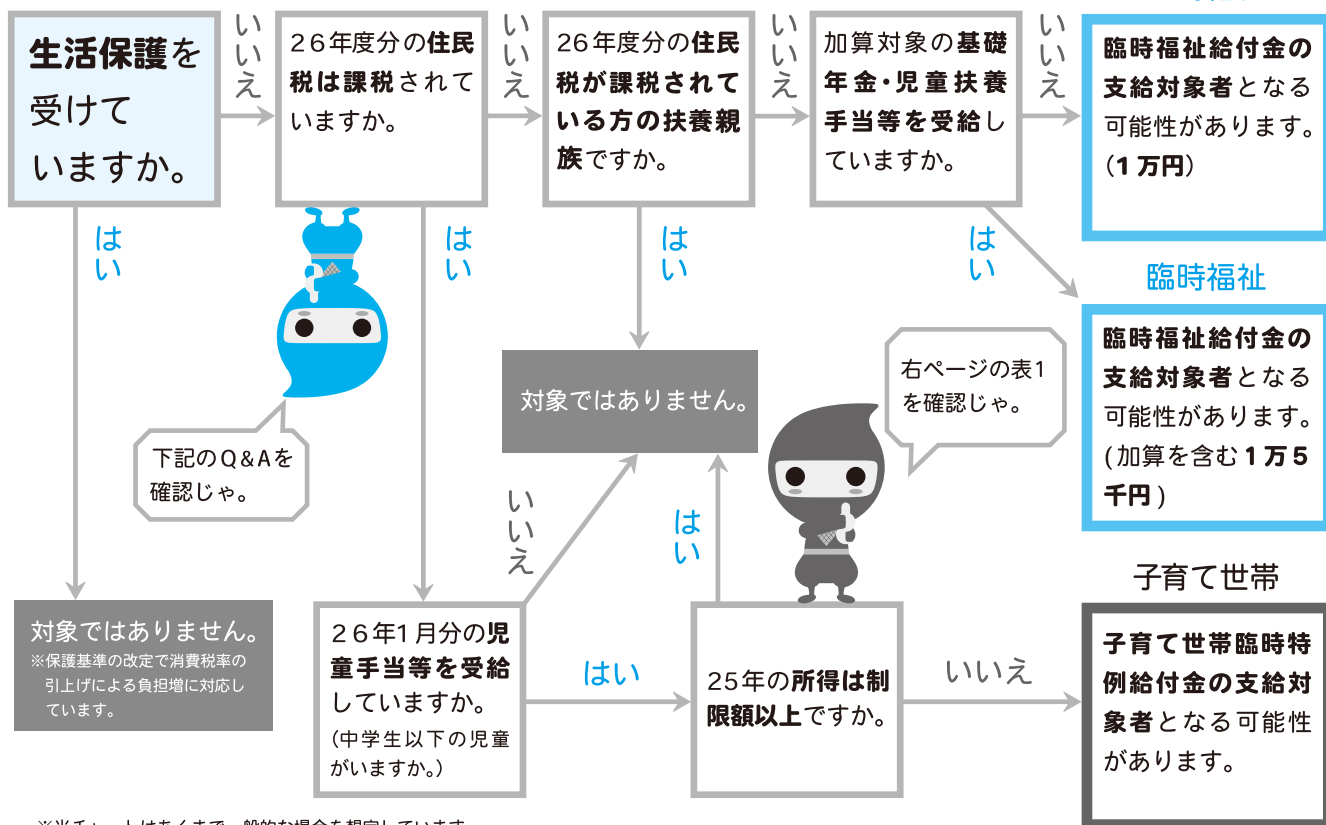 生活保護を
受けて
いますか。
いいえ
26年度分の住民
税は課税されて
いますか。
いいえ
26年度分の住民
税が課税されて
いる方の扶養親
族ですか。
いいえ
加算対象の基礎
年金・児童扶養
手当等を受給し
ていますか。
いいえ
臨時福祉給付金の
支給対象者となる
可能性があります。
(1万円)
はい
はい
はい
はい
臨時福祉
臨時福祉給付金の
支給対象者となる
可能性があります。
(加算を含む1万5
千円)
対象ではありません。
右ページの表1
を確認じゃ。
下記のQ&Aを
確認じゃ。
いいえ
はい
対象ではありません。
※保護基準の改定で消費税率の
引上げによる負担増に対応し
ています。
26年1月分の児
童手当等を受給
していますか。
(中学生以下の児童
がいますか。)
はい
25年の所得は制
限額以上ですか。
いいえ
子育て世帯
子育て世帯臨時特
例給付金の支給対
象者となる可能性
があります。